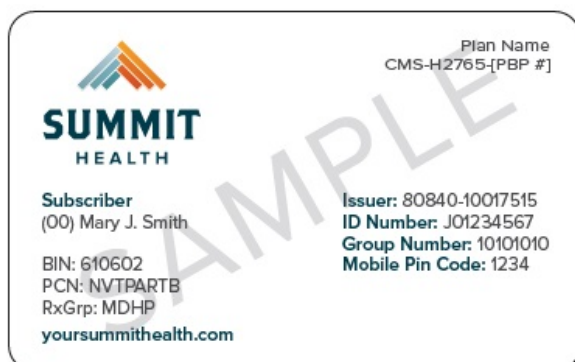 Plan Name
CMS-H2765-[PBP #]
SUMMIT
HEALTH
Subscriber
(00) Mary J. Smith
BIN: 610602
PCN: NVTPARTB
RxGrp: MDHP
yoursummithealth.com
Issuer: 80840-10017515
ID Number: J01234567
Group Number: 10101010
Mobile Pin Code: 1234
SAMPLE